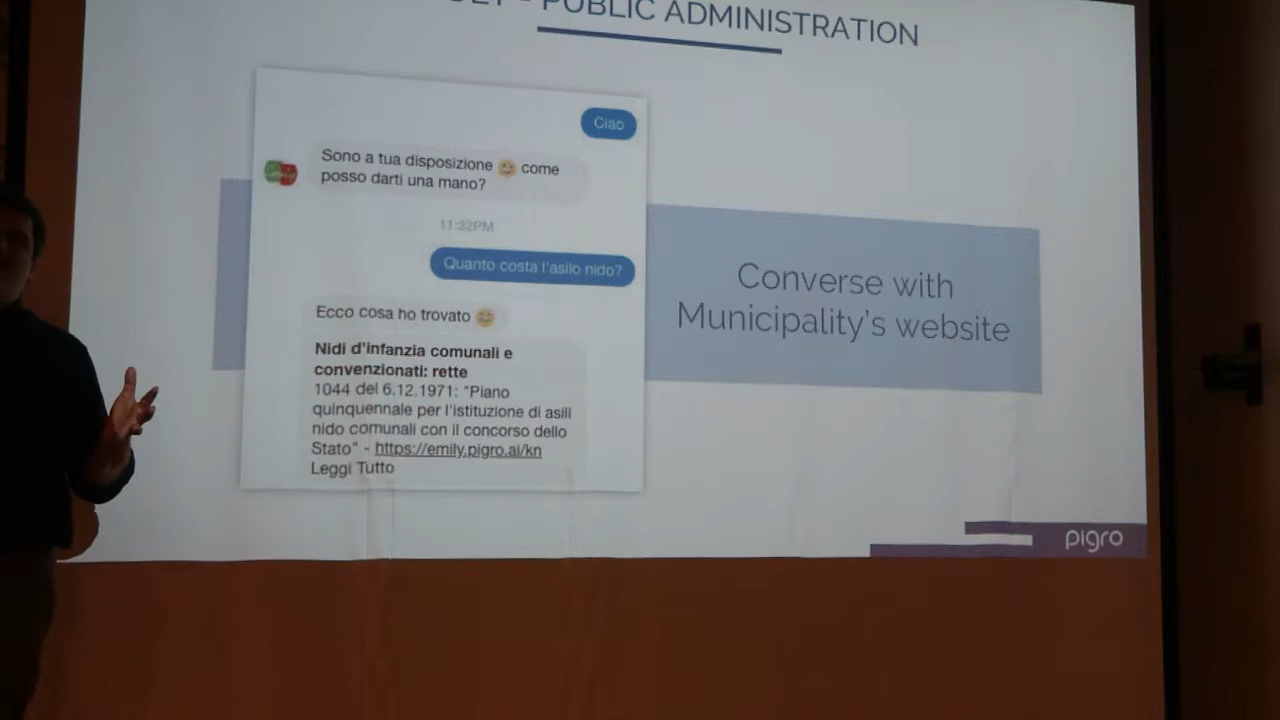 - PUBLIC ADMINISTRATION
Ciao
Sono a tua disposizione 😉 come
posso darti una mano?
11:32PM
Quanto costa l'asilo nido?
Ecco cosa ho trovato 😊
Nidi d'infanzia comunali e
convenzionati: rette
1044 del 6.12.1971: "Piano
quinquennale per l'istituzione di asili
nido comunali con il concorso dello
Stato" - https://emily.pigro.ai/kn
Leggi Tutto
Converse with
Municipality's website
pigro